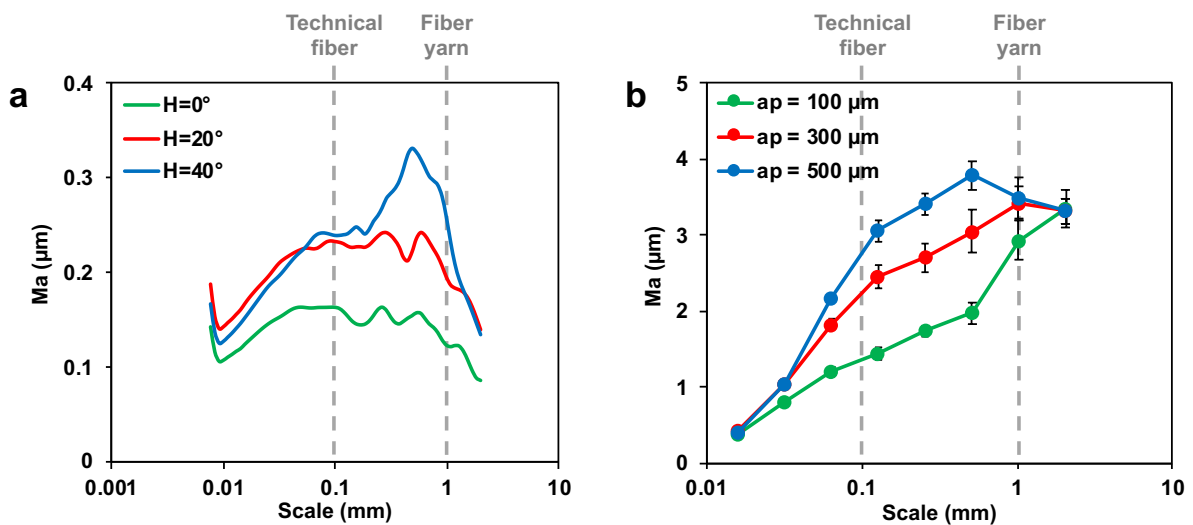 a
Technical
fiber
Fiber
yarn
H=0°
H=20°
H=40°
Ma (µm)
0.4
0.3
0.2
0.1
0
0.001
0.01
0.1
1
10
Scale (mm)
b
Technical
fiber
Fiber
yarn
ap = 100 µm
ap = 300 µm
ap = 500 µm
Ma (µm)
5
4
3
2
1
0
0.01
0.1
1
10
Scale (mm)